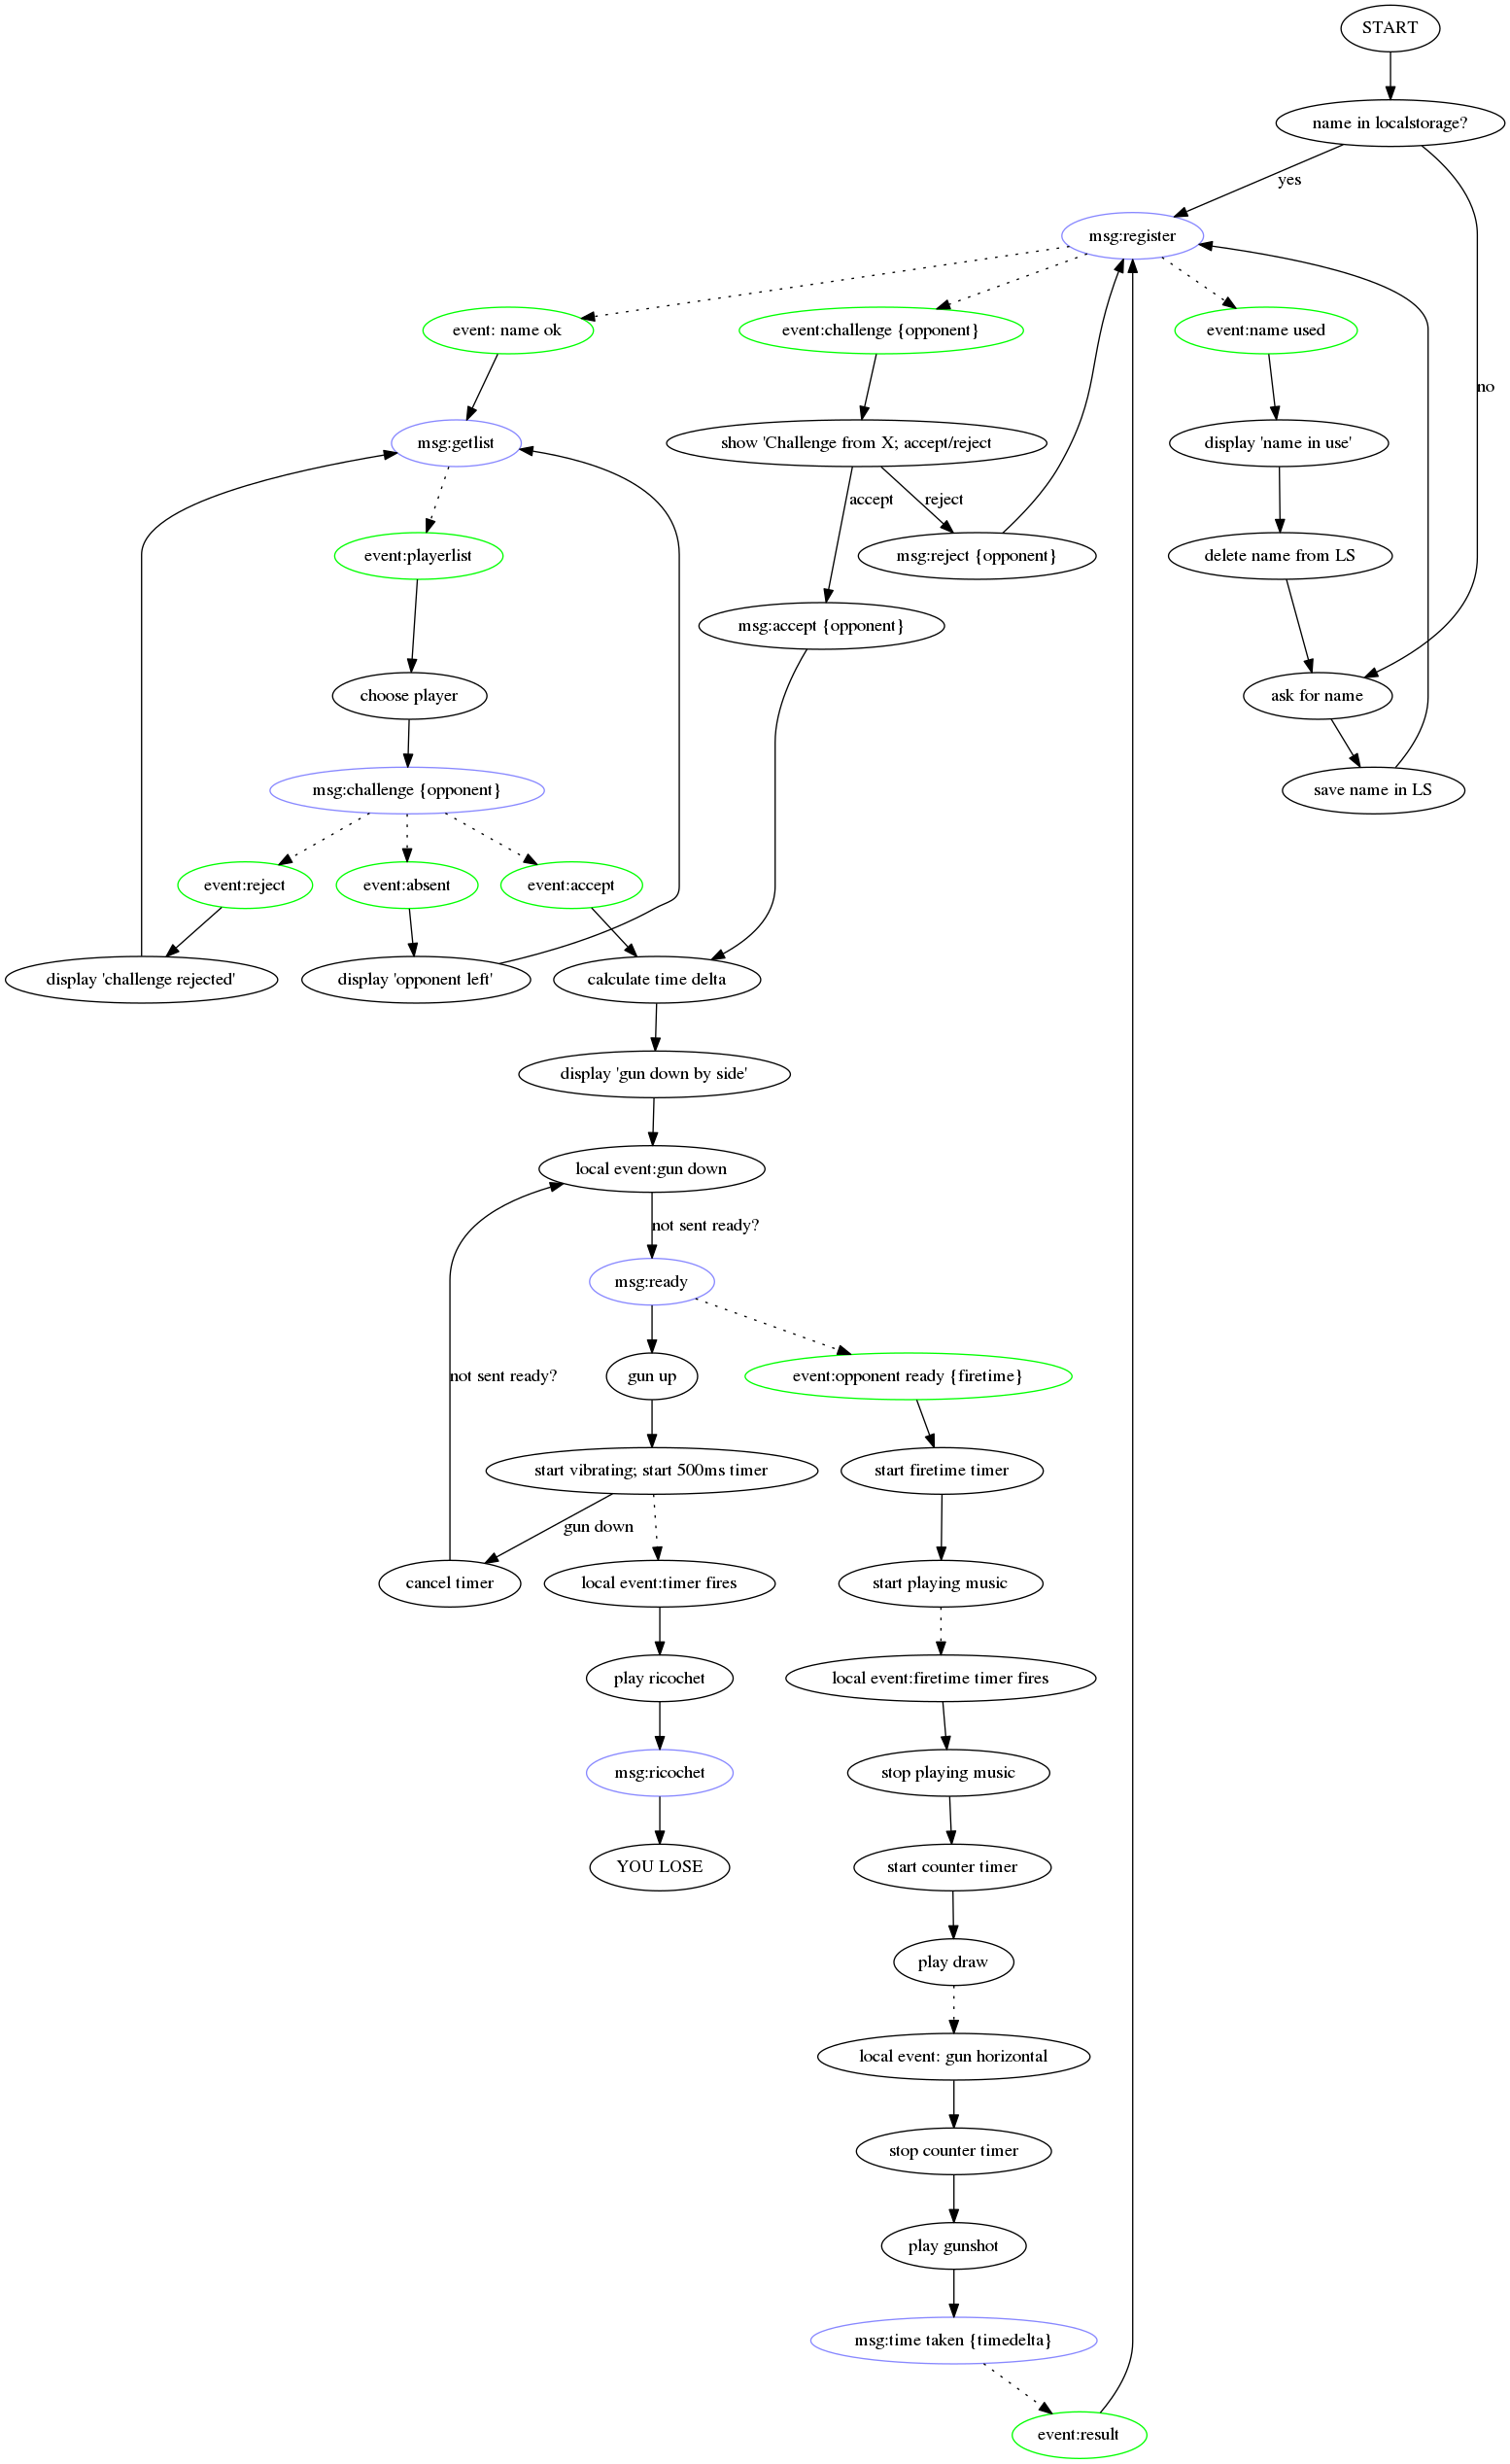 START
name in localstorage?
yes
msg:register
event: name ok
event:challenge {opponent}
event:name used
no
msg:getlist
show 'Challenge from X; accept/reject
display 'name in use'
accept
reject
event:playerlist
msg:reject {opponent}
delete name from LS
msg:accept {opponent}
choose player
ask for name
msg:challenge {opponent}
save name in LS
event:reject
event:absent
event:accept
display 'challenge rejected'
display 'opponent left'
calculate time delta
display 'gun down by side'
local event:gun down
not sent ready?
msg:ready
not sent ready?
gun up
event:opponent ready {firetime}
start vibrating; start 500ms timer
start firetime timer
gun down
cancel timer
local event:timer fires
start playing music
play ricochet
local event:firetime timer fires
msg:ricochet
stop playing music
YOU LOSE
start counter timer
play draw
local event: gun horizontal
stop counter timer
play gunshot
msg:time taken {timedelta}
event:result